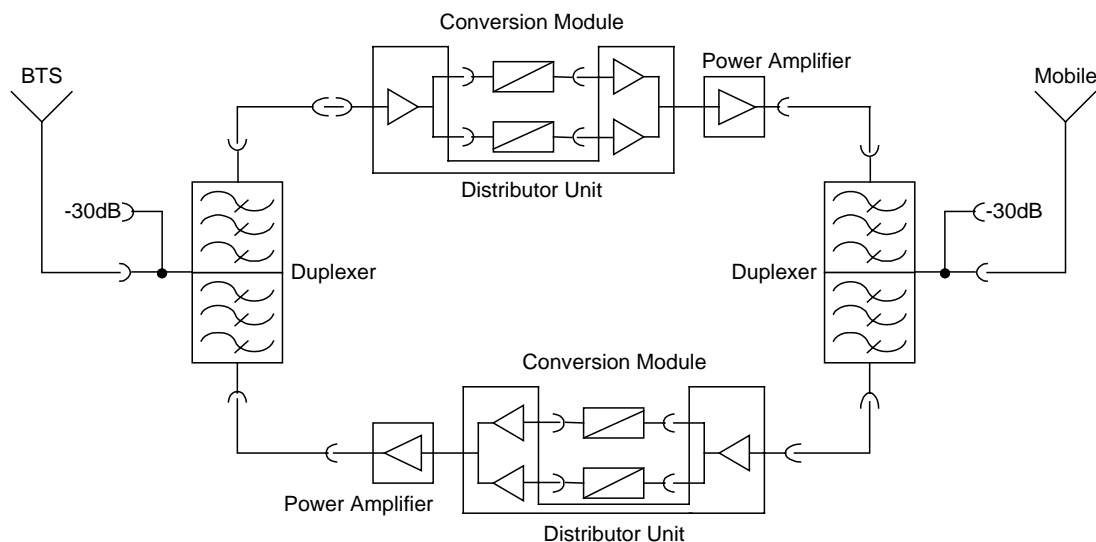 Conversion Module
Power Amplifier
BTS
Mobile
Distributor Unit
-30dB
-30dB
Duplexer
Duplexer
Conversion Module
Power Amplifier
Distributor Unit